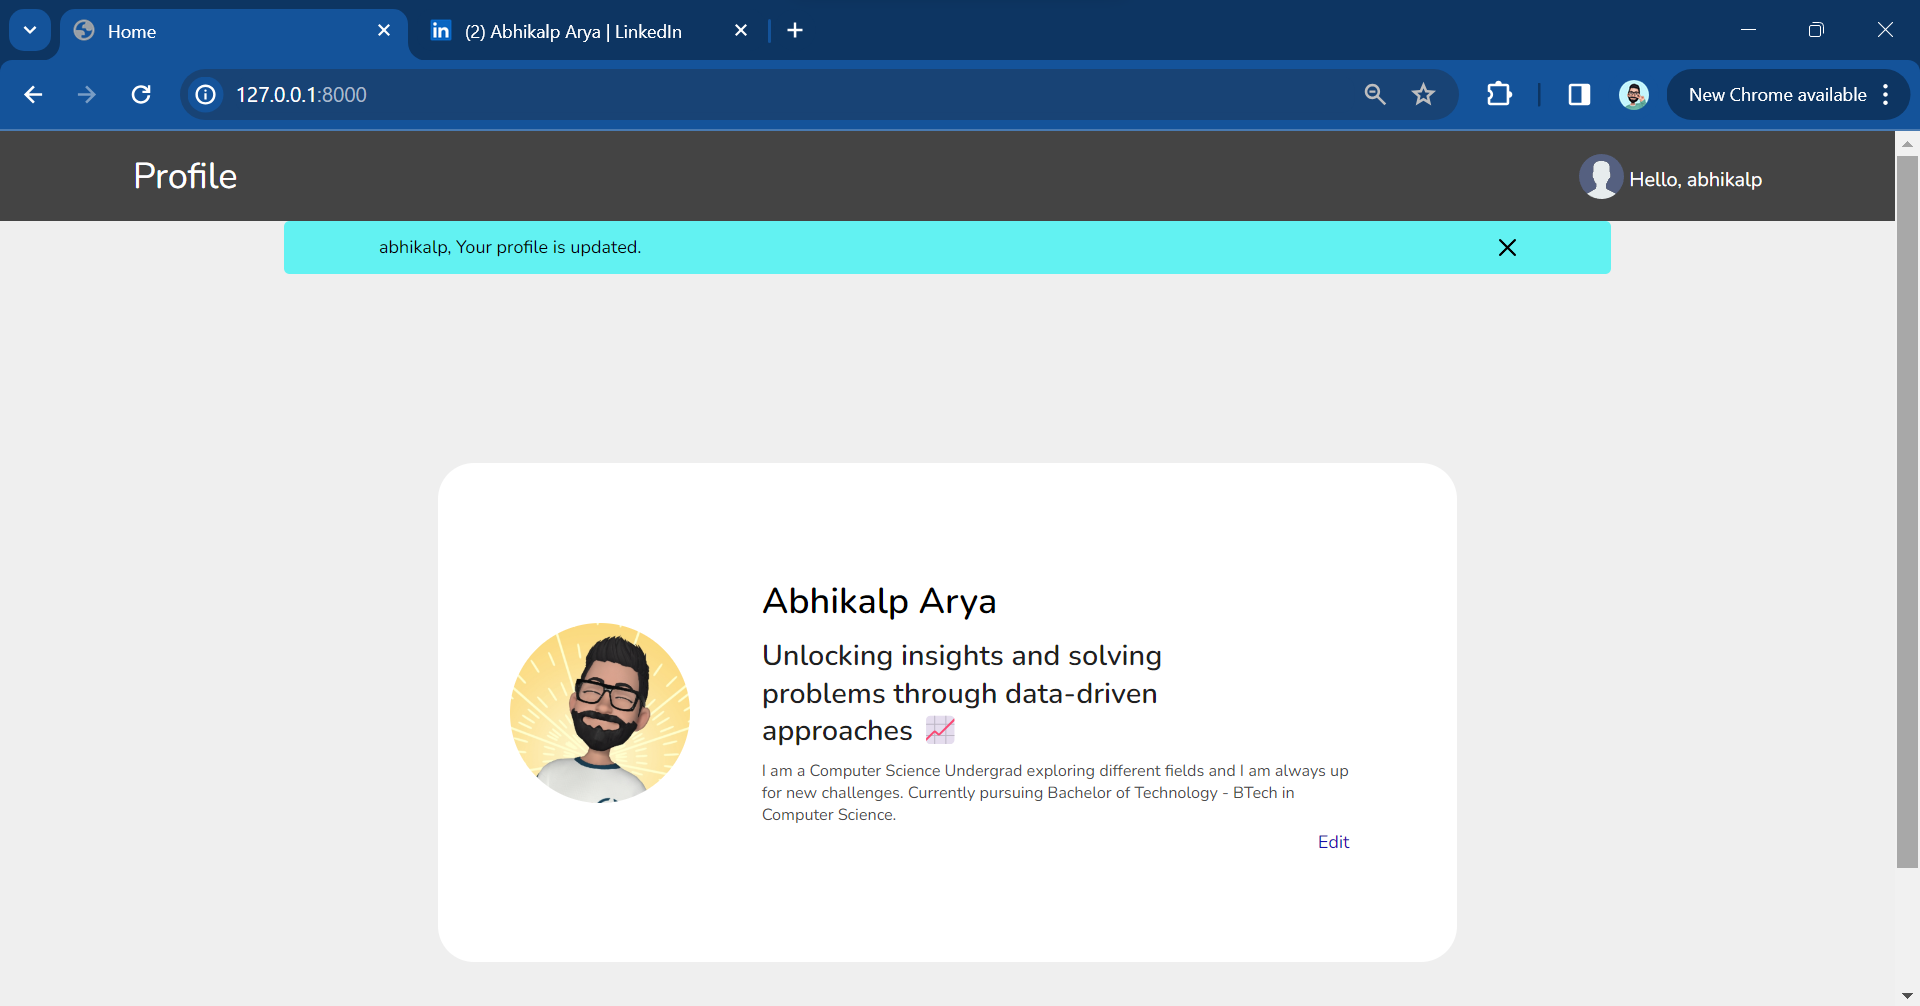 Home
in (2) Abhikalp Arya | LinkedIn
127.0.0.1:8000
New Chrome available
Profile
Hello, abhikalp
abhikalp, Your profile is updated.
Abhikalp Arya
Unlocking insights and solving
problems through data-driven
approaches 📈
I am a Computer Science Undergrad exploring different fields and I am always up
for new challenges. Currently pursuing Bachelor of Technology - BTech in
Computer Science.
Edit